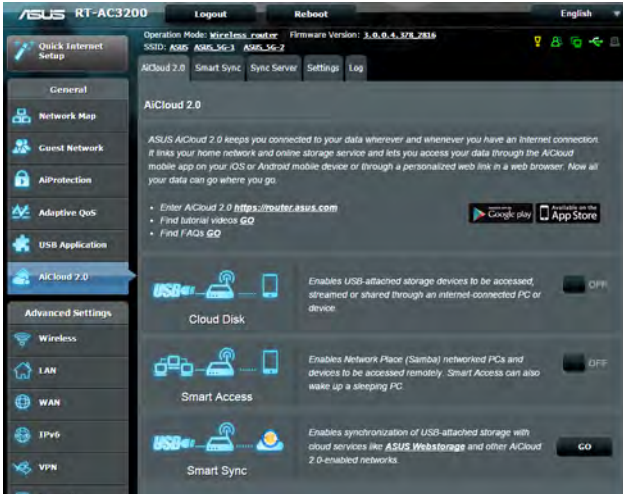 ASUS RT-AC3200 Logout Reboot English
Operation Mode: Wireless router Firmware Version: 3.0.0.4.378_2816
SSID: ASUS ASUS_5G-1 ASUS_5G-2
Quick Internet
Setup
AiCloud 2.0 Smart Sync Sync Server Settings Log
General
Network Map
Guest Network
AiProtection
Adaptive QoS
USB Application
AiCloud 2.0
Advanced Settings
Wireless
LAN
WAN
IPv6
VPN
AiCloud 2.0
ASUS AiCloud 2.0 keeps you connected to your data wherever and whenever you have an Internet connection.
It links your home network and online storage service and lets you access your data through the AiCloud
mobile app on your iOS or Android mobile device or through a personalized web link in a web browser. Now all
your data can go where you go.
• Enter AiCloud 2.0 https://router.asus.com
• Find tutorial videos GO
• Find FAQs GO
Google play
Available on the
App Store
USB
Cloud Disk
Enables USB-attached storage devices to be accessed,
streamed or shared through an internet-connected PC or
device.
OFF
Smart Access
Enables Network Place (Samba) networked PCs and
devices to be accessed remotely. Smart Access can also
wake up a sleeping PC.
OFF
USB
Smart Sync
Enables synchronization of USB-attached storage with
cloud services like ASUS Webstorage and other AiCloud
2.0-enabled networks.
GO